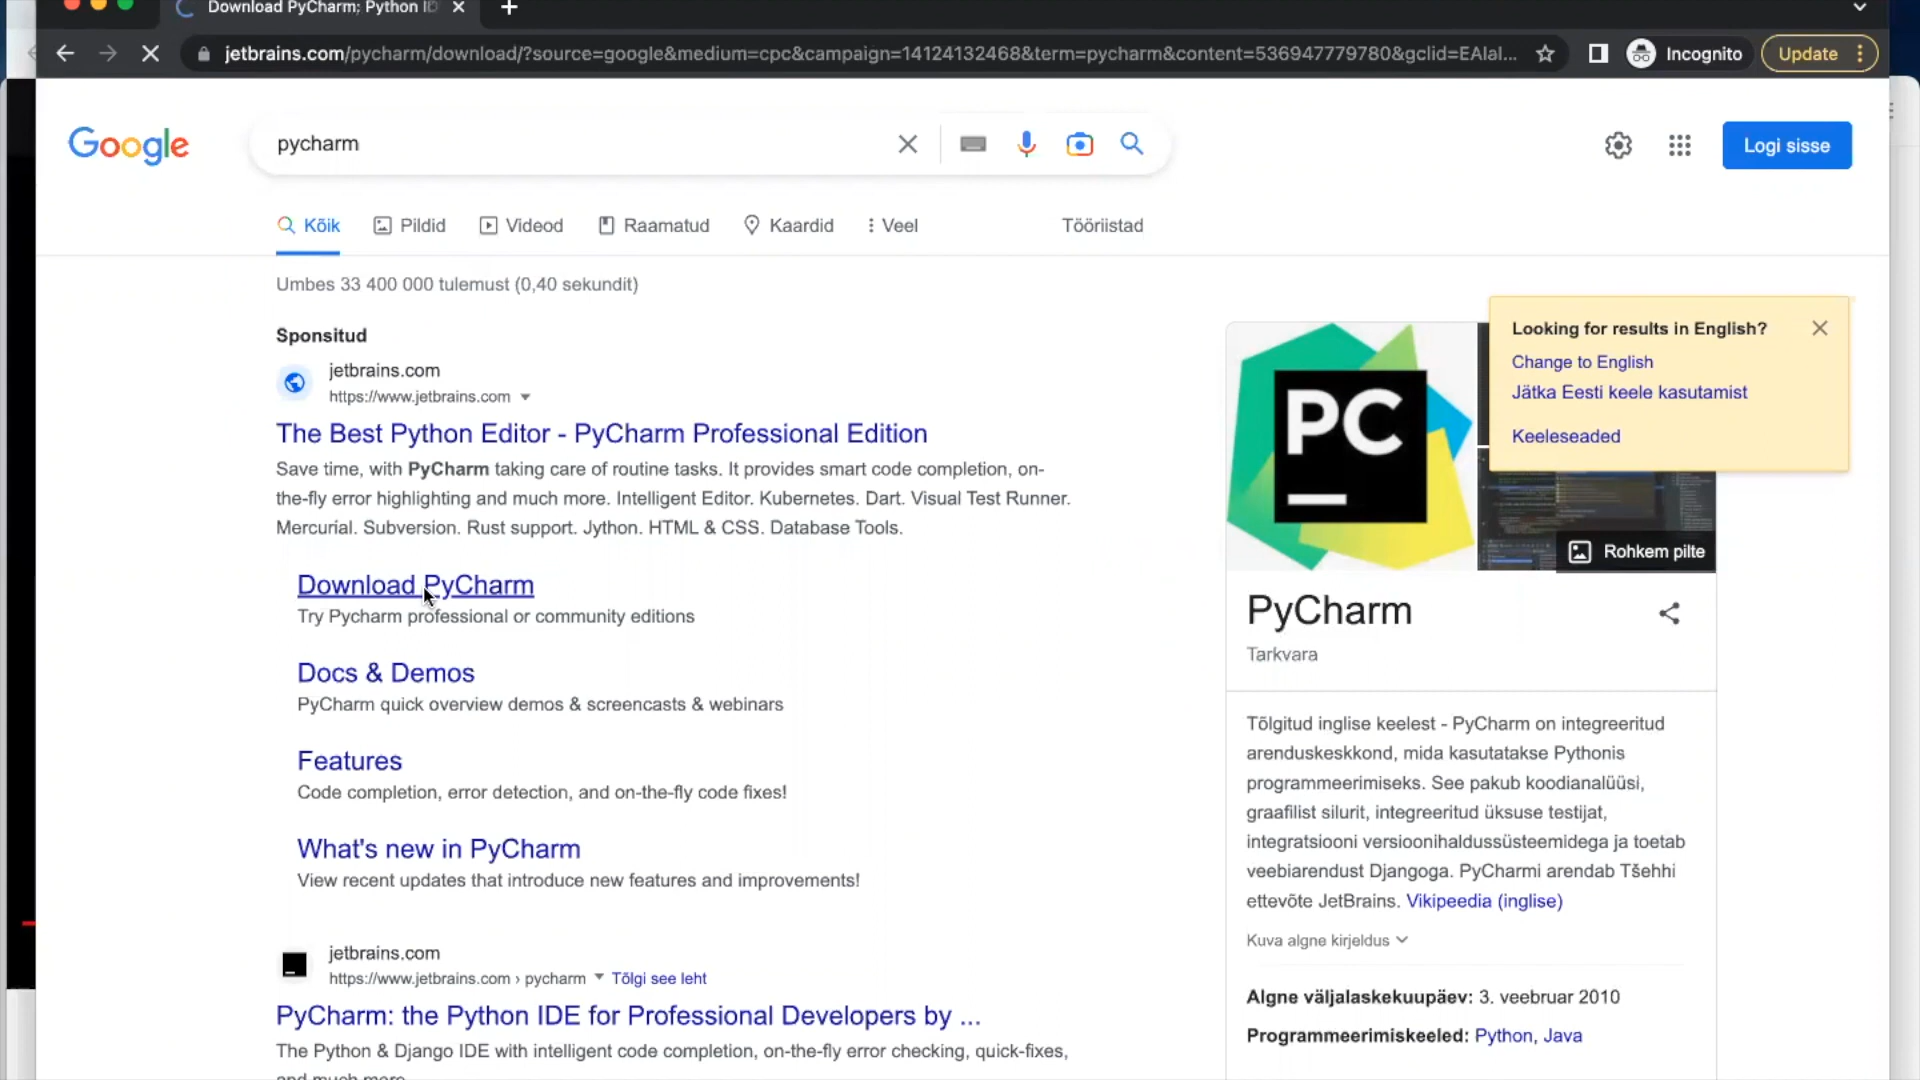 Download PyCharm: Python ID
jetbrains.com/pycharm/download/?source=google&medium=cpc&campaign=14124132468&term=pycharm&content=536947779780&gclid=EAIaI...
Incognito
Update
Google
pycharm
Logi sisse
Kõik
Pildid
Videod
Raamatud
Kaardid
Veel
Tööriistad
Umbes 33 400 000 tulemust (0,40 sekundit)
Sponsitud
jetbrains.com
https://www.jetbrains.com
The Best Python Editor - PyCharm Professional Edition
Save time, with PyCharm taking care of routine tasks. It provides smart code completion, on-
the-fly error highlighting and much more. Intelligent Editor. Kubernetes. Dart. Visual Test Runner.
Mercurial. Subversion. Rust support. Jython. HTML & CSS. Database Tools.
Download PyCharm
Try Pycharm professional or community editions
Docs & Demos
PyCharm quick overview demos & screencasts & webinars
Features
Code completion, error detection, and on-the-fly code fixes!
What's new in PyCharm
View recent updates that introduce new features and improvements!
jetbrains.com
https://www.jetbrains.com › pycharm
Tõlgi see leht
PyCharm: the Python IDE for Professional Developers by ...
The Python & Django IDE with intelligent code completion, on-the-fly error checking, quick-fixes,
and much more
Looking for results in English?
Change to English
Jätka Eesti keele kasutamist
Keeleseaded
PC
Rohkem pilte
PyCharm
Tarkvara
Tõlgitud inglise keelest - PyCharm on integreeritud
arenduskeskkond, mida kasutatakse Pythonis
programmeerimiseks. See pakub koodianalüüsi,
graafilist silurit, integreeritud üksuse testijat,
integratsiooni versioonihaldussüsteemidega ja toetab
veebiarendust Djangoga. PyCharmi arendab Tšehhi
ettevõte JetBrains. Vikipeedia (inglise)
Kuva algne kirjeldus
Algne väljalaskekuupäev: 3. veebruar 2010
Programmeerimiskeeled: Python, Java